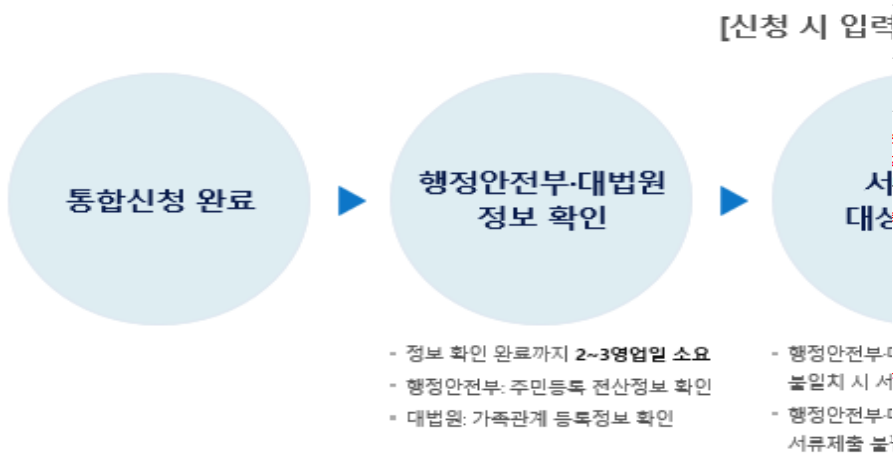 [신청 시 입력
통합신청 완료
▶
행정안전부·대법원
정보 확인
▶
서
대상
- 정보 확인 완료까지 2~3영업일 소요
- 행정안전부: 주민등록 전산정보 확인
- 대법원: 가족관계 등록정보 확인
- 행정안전부·
불일치 시 서
- 행정안전부·
서류제출 불